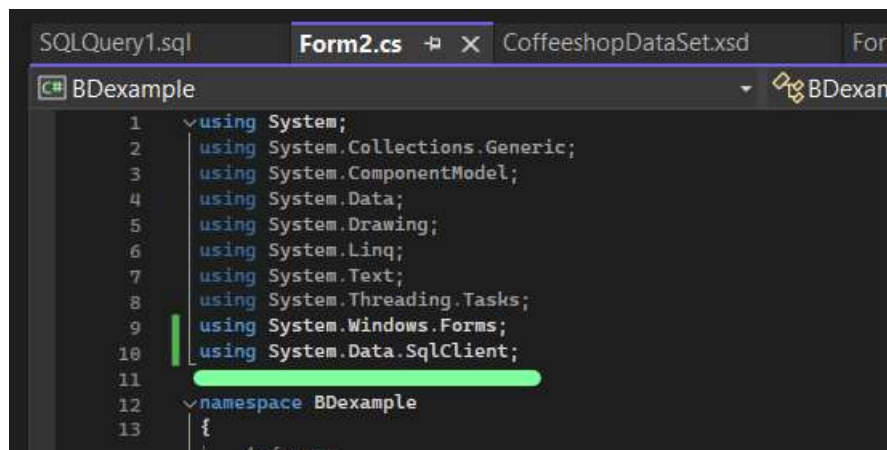 SQLQuery1.sql Form2.cs CoffeeshopDataSet.xsd For
C# BDexample BDexan
1 using System;
2 using System.Collections.Generic;
3 using System.ComponentModel;
4 using System.Data;
5 using System.Drawing;
6 using System.Linq;
7 using System.Text;
8 using System.Threading.Tasks;
9 using System.Windows.Forms;
10 using System.Data.SqlClient;
11
12 namespace BDexample
13 {